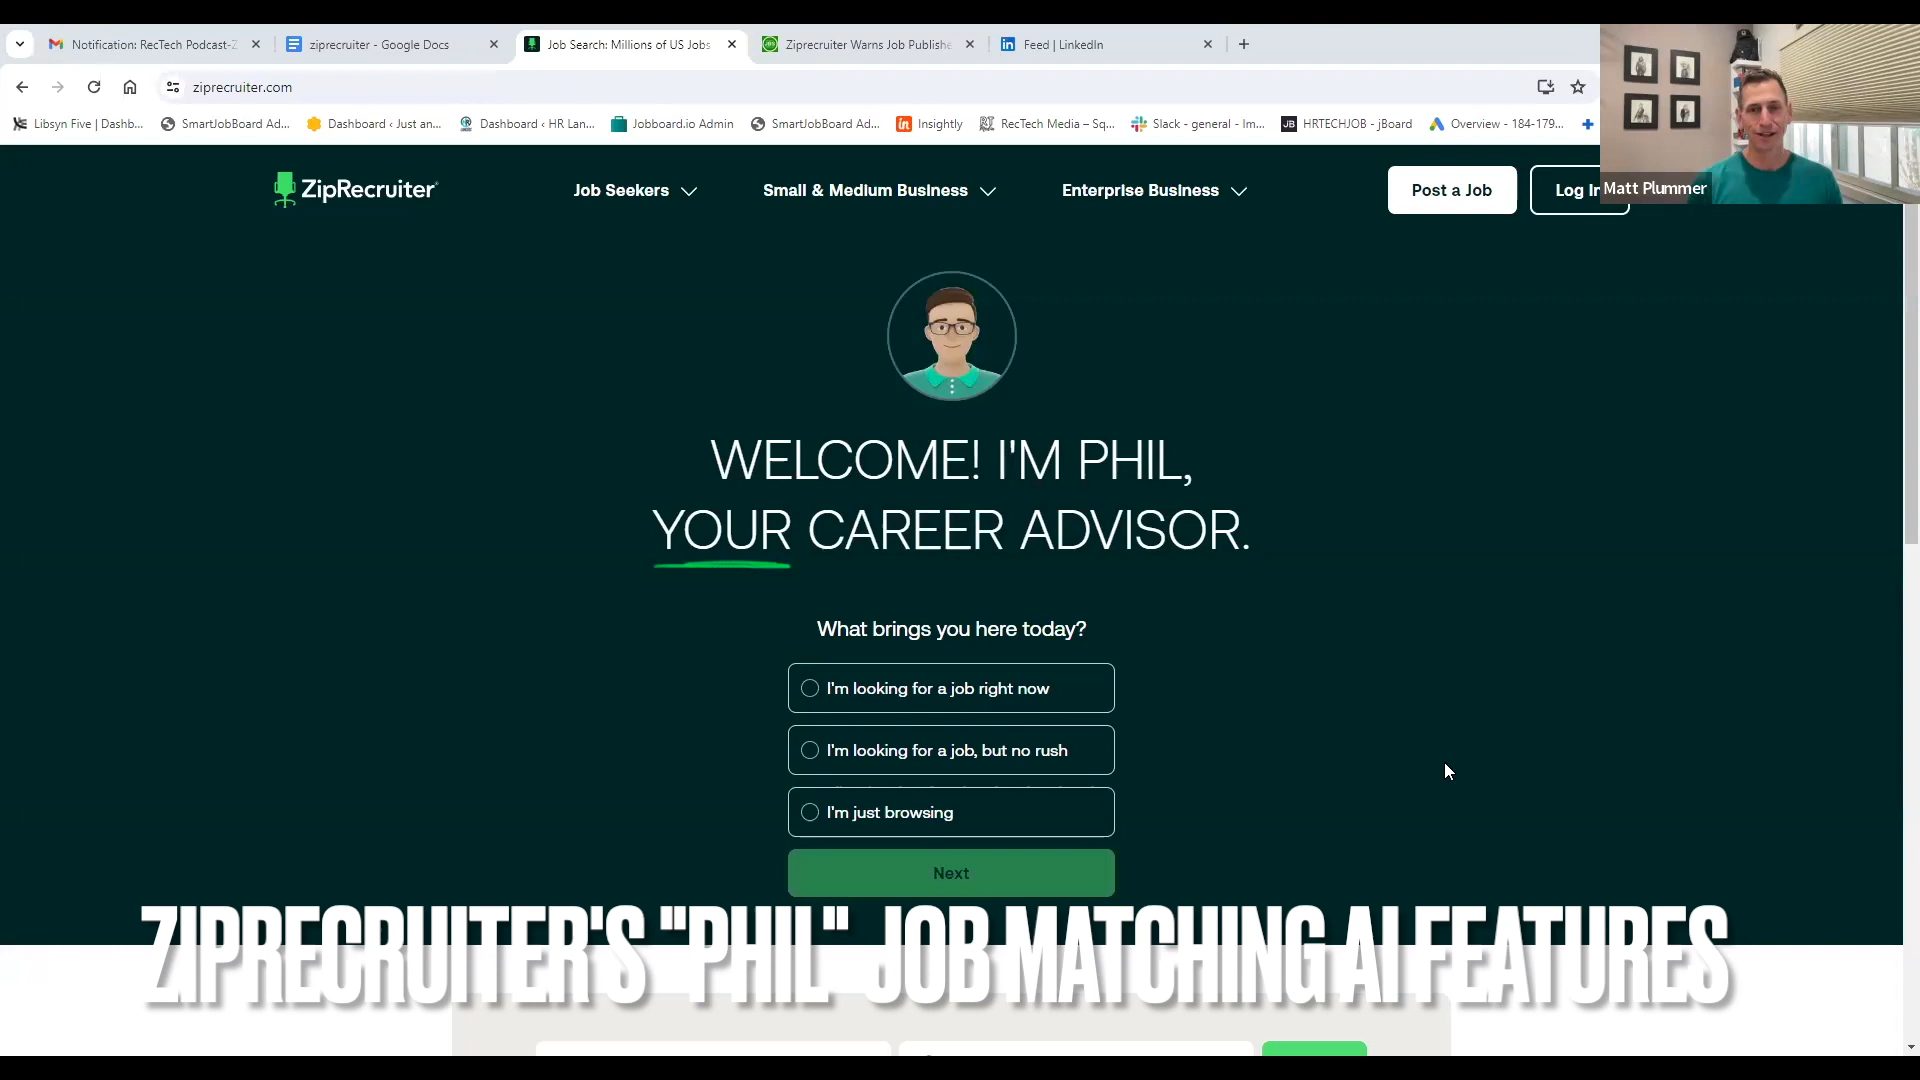 Notification: RecTech Podcast-Z
ziprecruiter - Google Docs
Job Search: Millions of US Jobs
Ziprecruiter Warns Job Publishe
Feed | LinkedIn
ziprecruiter.com
Libsyn Five | Dashb...
SmartJobBoard Ad...
Dashboard ‹ Just an...
Dashboard ‹ HR Lan...
Jobboard.io Admin
SmartJobBoard Ad...
Insightly
RecTech Media – Sq...
Slack - general - Im...
JB HRTECHJOB - jBoard
Overview - 184-179...
ZipRecruiter
Job Seekers
Small & Medium Business
Enterprise Business
Post a Job
Log In
Matt Plummer
WELCOME! I'M PHIL,
YOUR CAREER ADVISOR.
What brings you here today?
I'm looking for a job right now
I'm looking for a job, but no rush
I'm just browsing
Next
ZIPRECRUITER'S "PHIL" JOB MATCHING AI FEATURES